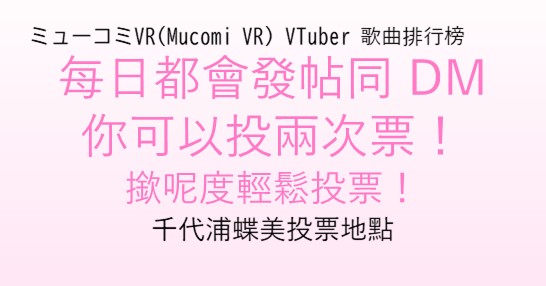 ミューコミVR(Mucomi VR) VTuber 歌曲排行榜
每日都會發帖同 DM
你可以投兩次票！
撳呢度輕鬆投票！
千代浦蝶美投票地點